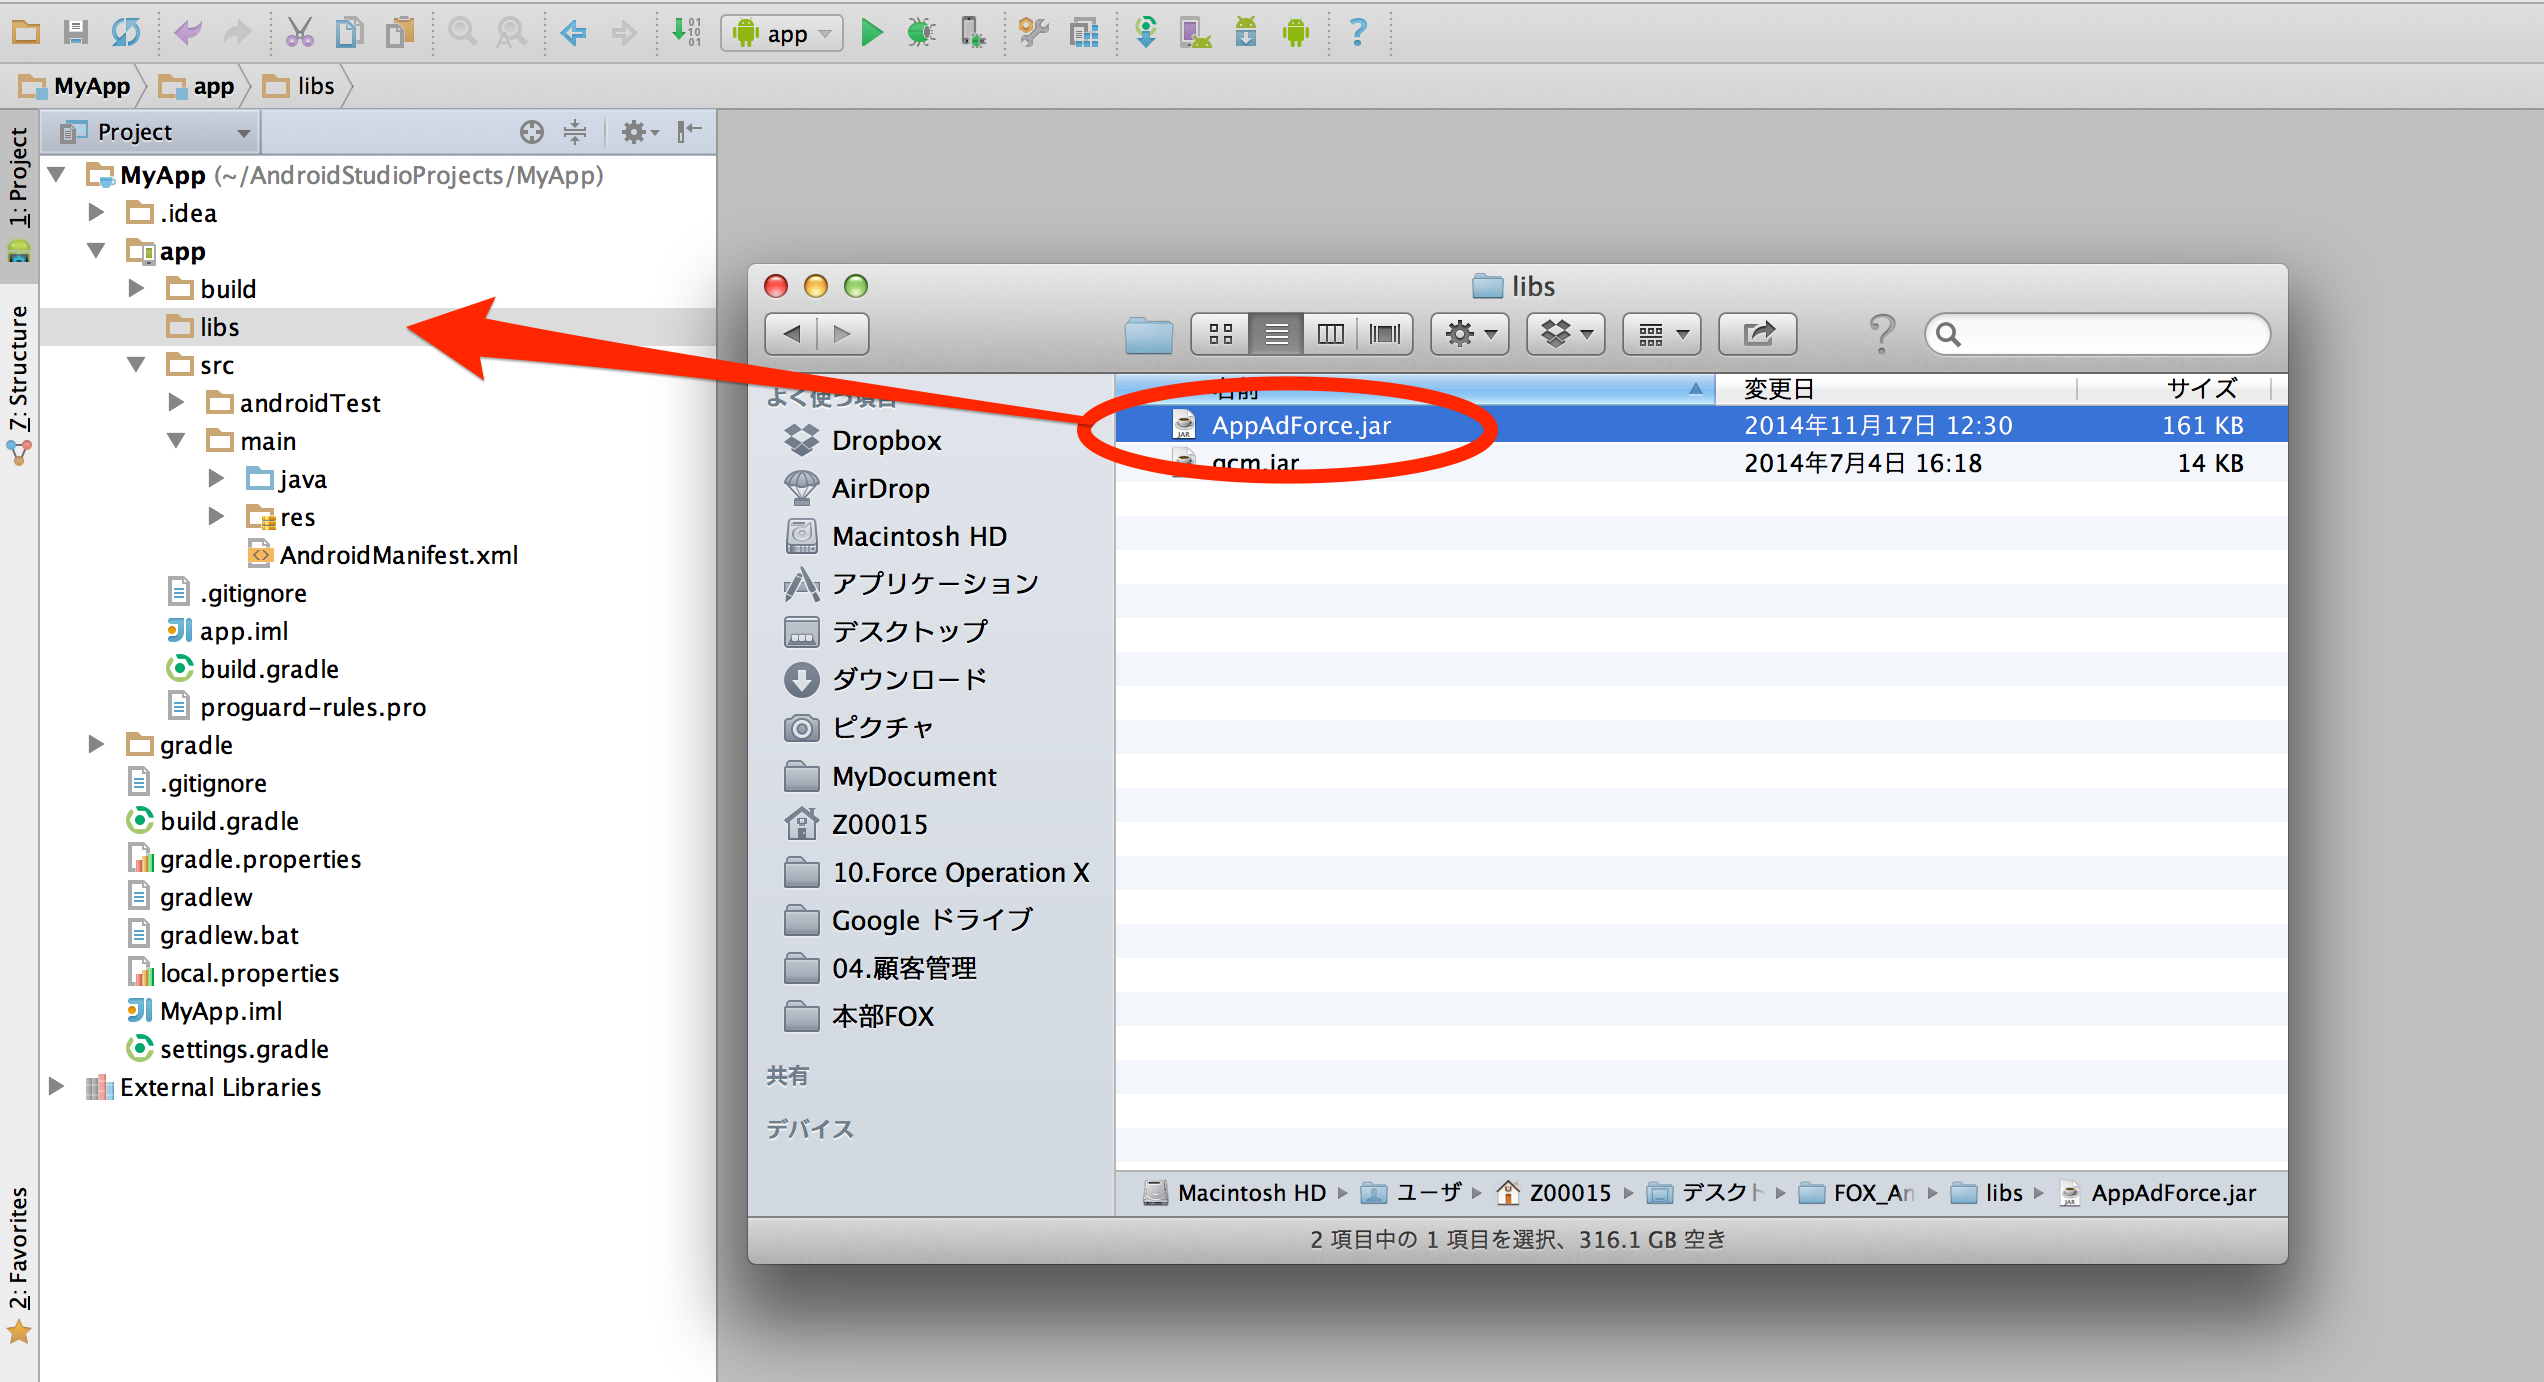 app
MyApp
app
libs
1: Project
7: Structure
2: Favorites
Project
MyApp (~/AndroidStudioProjects/MyApp)
.idea
app
build
libs
src
androidTest
main
java
res
AndroidManifest.xml
.gitignore
app.iml
build.gradle
proguard-rules.pro
gradle
.gitignore
build.gradle
gradle.properties
gradlew
gradlew.bat
local.properties
MyApp.iml
settings.gradle
External Libraries
libs
よく使う項目
Dropbox
AirDrop
Macintosh HD
アプリケーション
デスクトップ
ダウンロード
ピクチャ
MyDocument
Z00015
10.Force Operation X
Google ドライブ
04.顧客管理
本部FOX
共有
デバイス
名前 変更日 サイズ
AppAdForce.jar 2014年11月17日 12:30 161 KB
gcm.jar 2014年7月4日 16:18 14 KB
Macintosh HD ユーザ Z00015 デスクト FOX_An libs AppAdForce.jar
2 項目中の 1 項目を選択、316.1 GB 空き